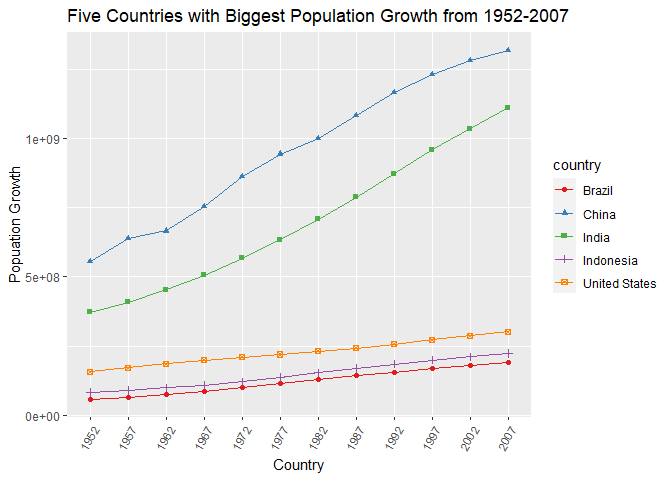 Five Countries with Biggest Population Growth from 1952-2007
Popuation Growth
1e+09
5e+08
0e+00
1952
1957
1962
1967
1972
1977
1982
1987
1992
1997
2002
2007
Country
country
Brazil
China
India
Indonesia
United States